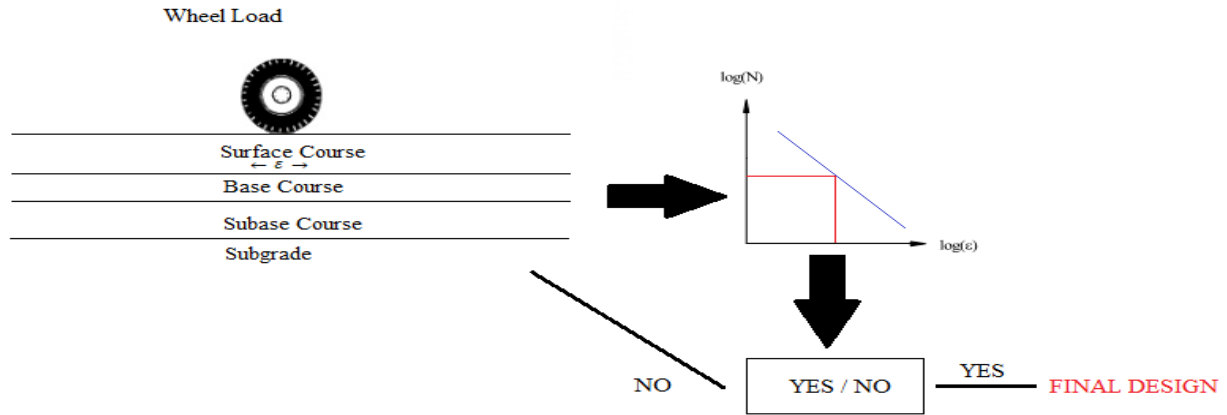 Wheel Load
Surface Course
← ε →
Base Course
Subase Course
Subgrade
log(N)
log(ε)
NO
YES / NO
YES
FINAL DESIGN